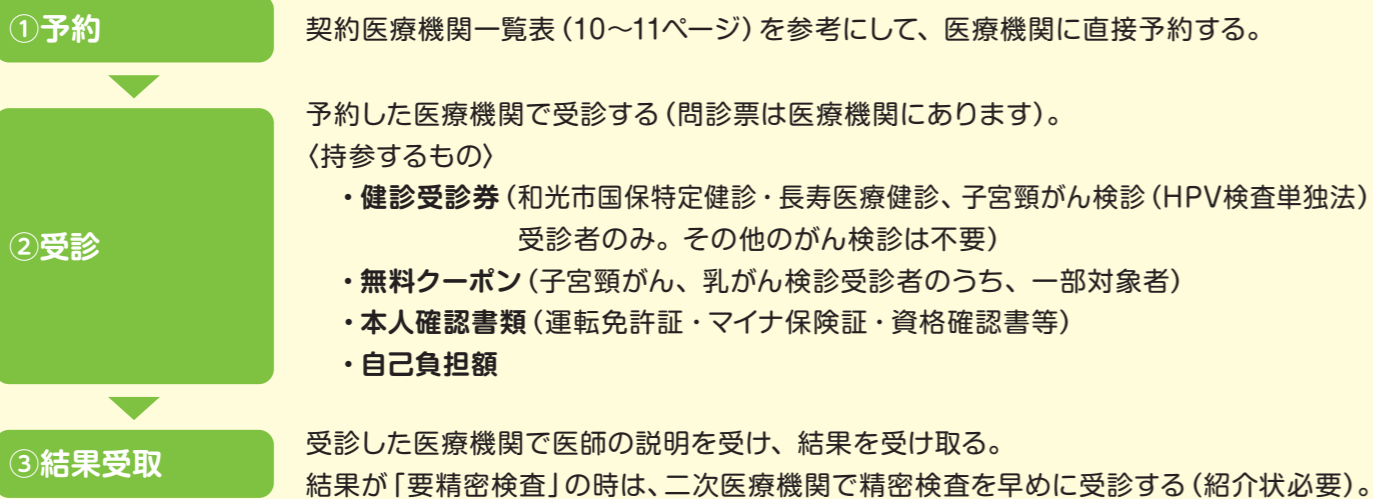 ①予約
契約医療機関一覧表（10～11ページ）を参考にして、医療機関に直接予約する。
②受診
予約した医療機関で受診する（問診票は医療機関にあります）。
〈持参するもの〉
・健診受診券（和光市国保特定健診・長寿医療健診、子宮頸がん検診（HPV検査単独法）
受診者のみ。その他のがん検診は不要）
・無料クーポン（子宮頸がん、乳がん検診受診者のうち、一部対象者）
・本人確認書類（運転免許証・マイナ保険証・資格確認書等）
・自己負担額
③結果受取
受診した医療機関で医師の説明を受け、結果を受け取る。
結果が「要精密検査」の時は、二次医療機関で精密検査を早めに受診する（紹介状必要）。